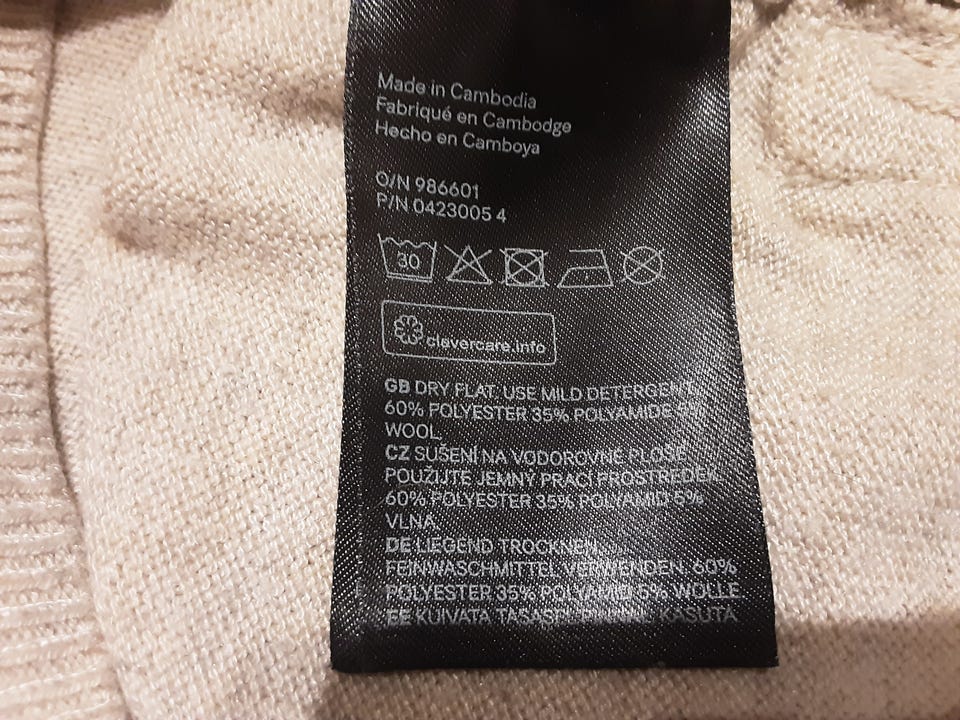 Made in Cambodia
Fabriqué en Cambodge
Hecho en Camboya
O/N 986601
P/N 0423005 4
30
clevercare.info
GB DRY FLAT. USE MILD DETERGENT.
60% POLYESTER 35% POLYAMIDE 5%
WOOL.
CZ SUŠENÍ NA VODOROVNÉ PLOŠE
POUŽIJTE JEMNÝ PRACÍ PROSTŘEDEK.
60% POLYESTER 35% POLYAMID 5%
VLNA.
DE LIEGEND TROCKNEN.
FEINWASCHMITTEL VERWENDEN. 60%
POLYESTER 35% POLYAMID 5% WOLLE
EE KUIVATA KASUTA